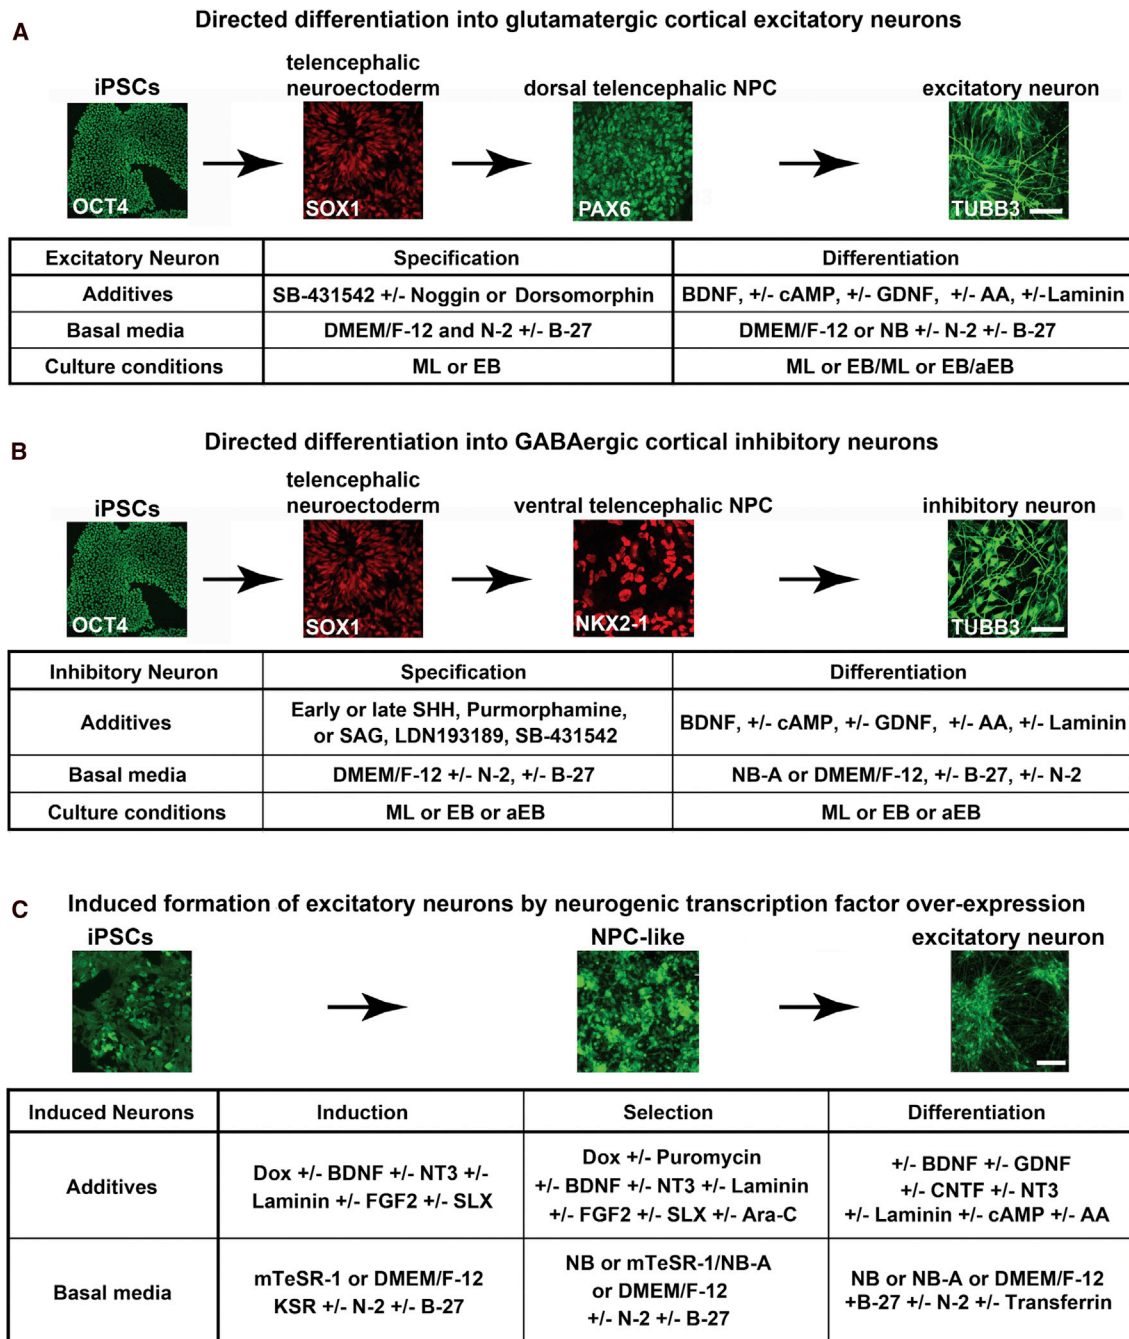 A
Directed differentiation into glutamatergic cortical excitatory neurons
iPSCs
telencephalic
neuroectoderm
dorsal telencephalic NPC
excitatory neuron
OCT4
SOX1
PAX6
TUBB3
Excitatory Neuron
Specification
Differentiation
Additives
SB-431542 +/- Noggin or Dorsomorphin
BDNF, +/- cAMP, +/- GDNF, +/- AA, +/-Laminin
Basal media
DMEM/F-12 and N-2 +/- B-27
DMEM/F-12 or NB +/- N-2 +/- B-27
Culture conditions
ML or EB
ML or EB/ML or EB/aEB
B
Directed differentiation into GABAergic cortical inhibitory neurons
iPSCs
telencephalic
neuroectoderm
ventral telencephalic NPC
inhibitory neuron
OCT4
SOX1
NKX2-1
TUBB3
Inhibitory Neuron
Specification
Differentiation
Additives
Early or late SHH, Purmorphamine,
or SAG, LDN193189, SB-431542
BDNF, +/- cAMP, +/- GDNF, +/- AA, +/- Laminin
Basal media
DMEM/F-12 +/- N-2, +/- B-27
NB-A or DMEM/F-12, +/- B-27, +/- N-2
Culture conditions
ML or EB or aEB
ML or EB or aEB
C
Induced formation of excitatory neurons by neurogenic transcription factor over-expression
iPSCs
NPC-like
excitatory neuron
Induced Neurons
Induction
Selection
Differentiation
Additives
Dox +/- BDNF +/- NT3 +/-
Laminin +/- FGF2 +/- SLX
Dox +/- Puromycin
+/- BDNF +/- NT3 +/- Laminin
+/- FGF2 +/- SLX +/- Ara-C
+/- BDNF +/- GDNF
+/- CNTF +/- NT3
+/- Laminin +/- cAMP +/- AA
Basal media
mTeSR-1 or DMEM/F-12
KSR +/- N-2 +/- B-27
NB or mTeSR-1/NB-A
or DMEM/F-12
+/- N-2 +/- B-27
NB or NB-A or DMEM/F-12
+B-27 +/- N-2 +/- Transferrin